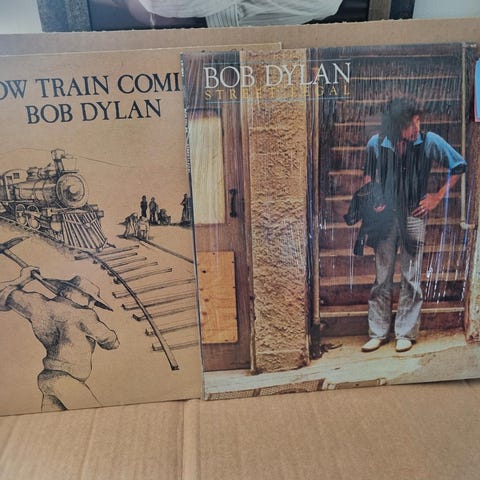 OW TRAIN COMI
BOB DYLAN
BOB DYLAN
STREET LEGAL